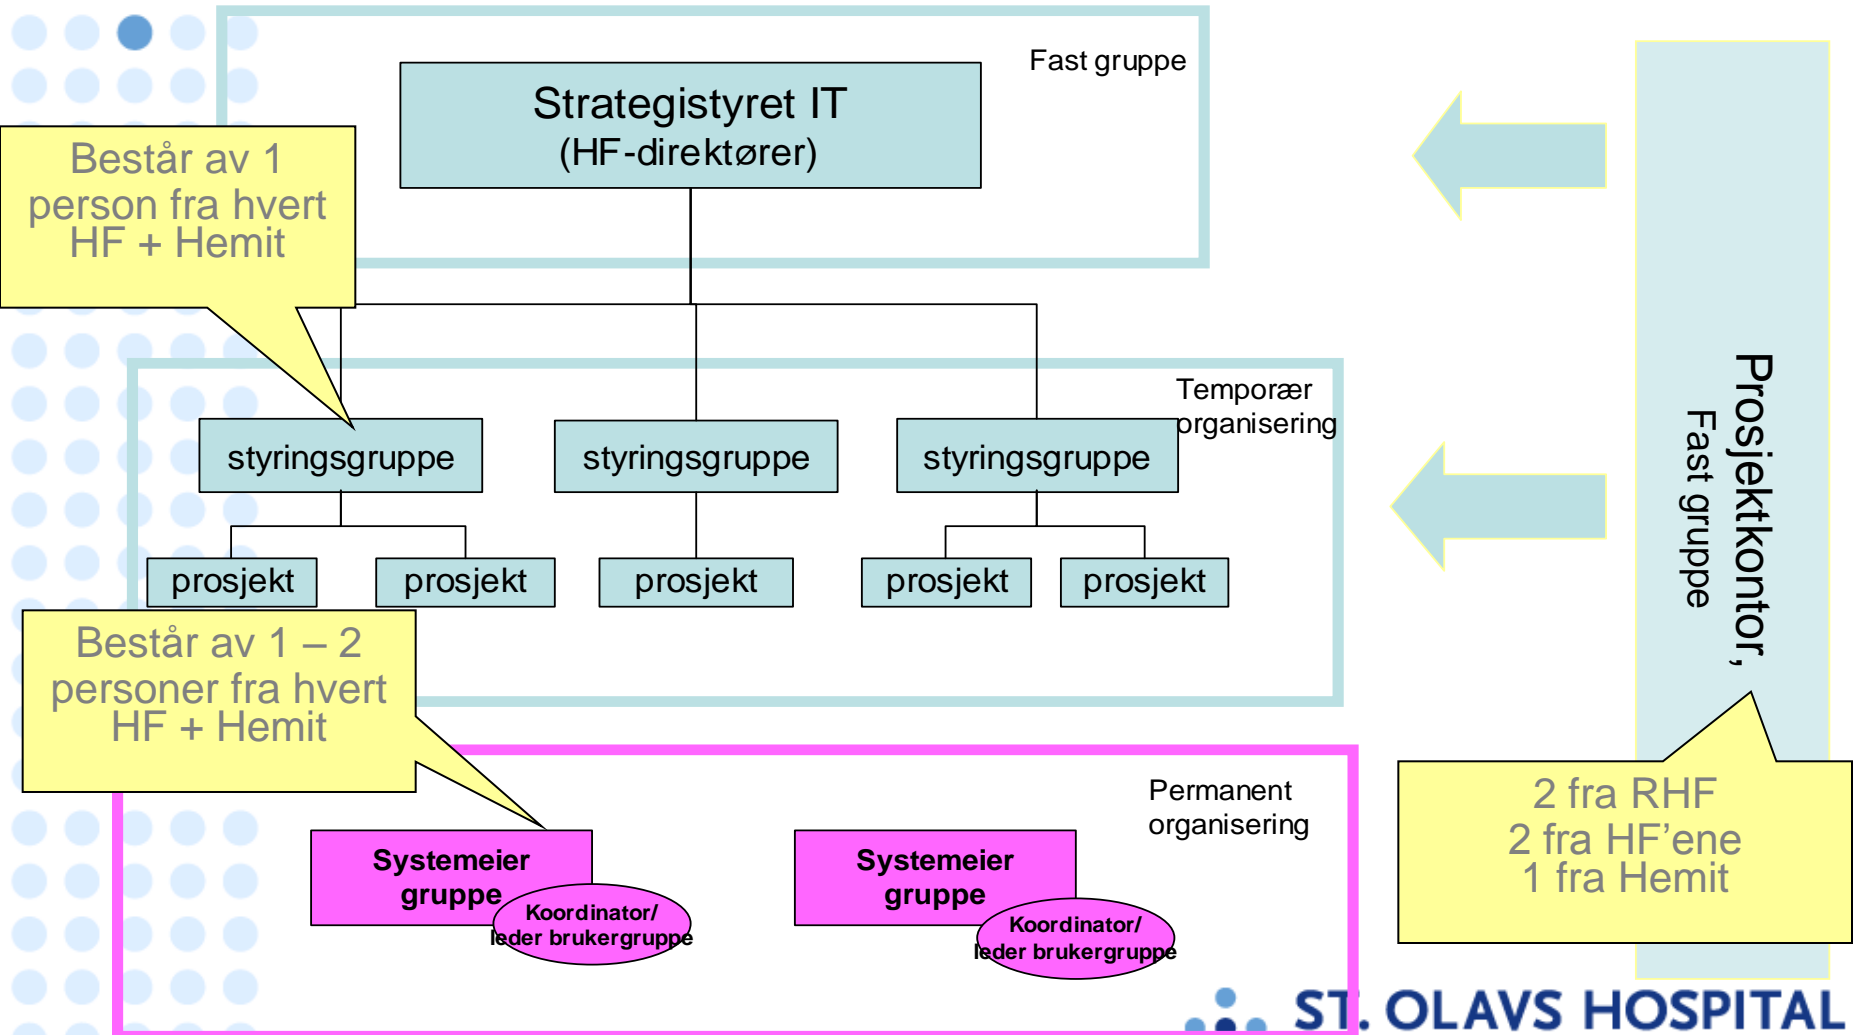 Fast gruppe
Strategistyret IT
(HF-direktører)
Består av 1
person fra hvert
HF + Hemit
Temporær
organisering
styringsgruppe
styringsgruppe
styringsgruppe
prosjekt
prosjekt
prosjekt
prosjekt
prosjekt
Prosjektkontor,
Fast gruppe
Består av 1 – 2
personer fra hvert
HF + Hemit
2 fra RHF
2 fra HF’ene
1 fra Hemit
Permanent
organisering
Systemeier
gruppe
Koordinator/
leder brukergruppe
Systemeier
gruppe
Koordinator/
leder brukergruppe
ST. OLAVS HOSPITAL